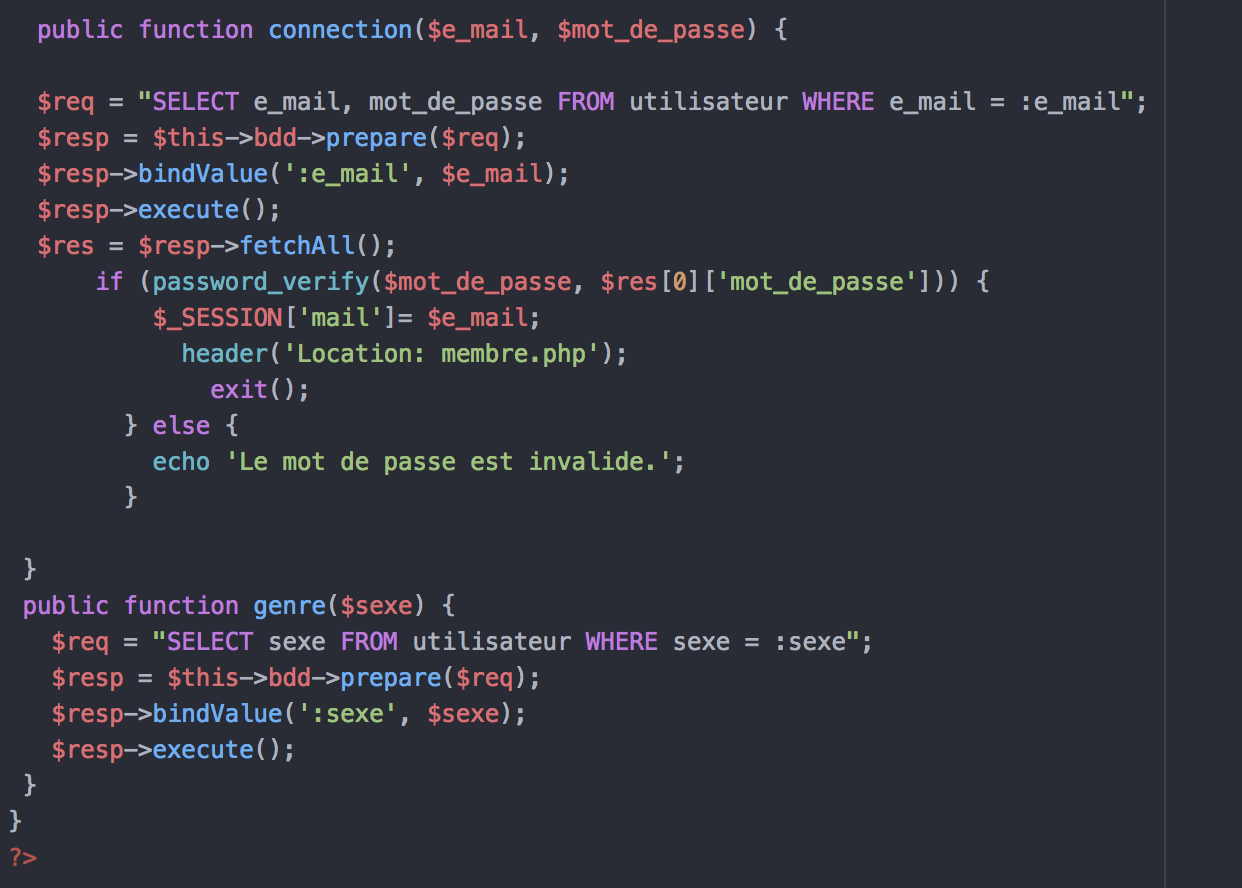 public function connection($e_mail, $mot_de_passe) {
$req = "SELECT e_mail, mot_de_passe FROM utilisateur WHERE e_mail = :e_mail";
$resp = $this->bdd->prepare($req);
$resp->bindValue(':e_mail', $e_mail);
$resp->execute();
$res = $resp->fetchAll();
if (password_verify($mot_de_passe, $res[0]['mot_de_passe'])) {
$_SESSION['mail']= $e_mail;
header('Location: membre.php');
exit();
} else {
echo 'Le mot de passe est invalide.';
}
}
public function genre($sexe) {
$req = "SELECT sexe FROM utilisateur WHERE sexe = :sexe";
$resp = $this->bdd->prepare($req);
$resp->bindValue(':sexe', $sexe);
$resp->execute();
}
}
?>